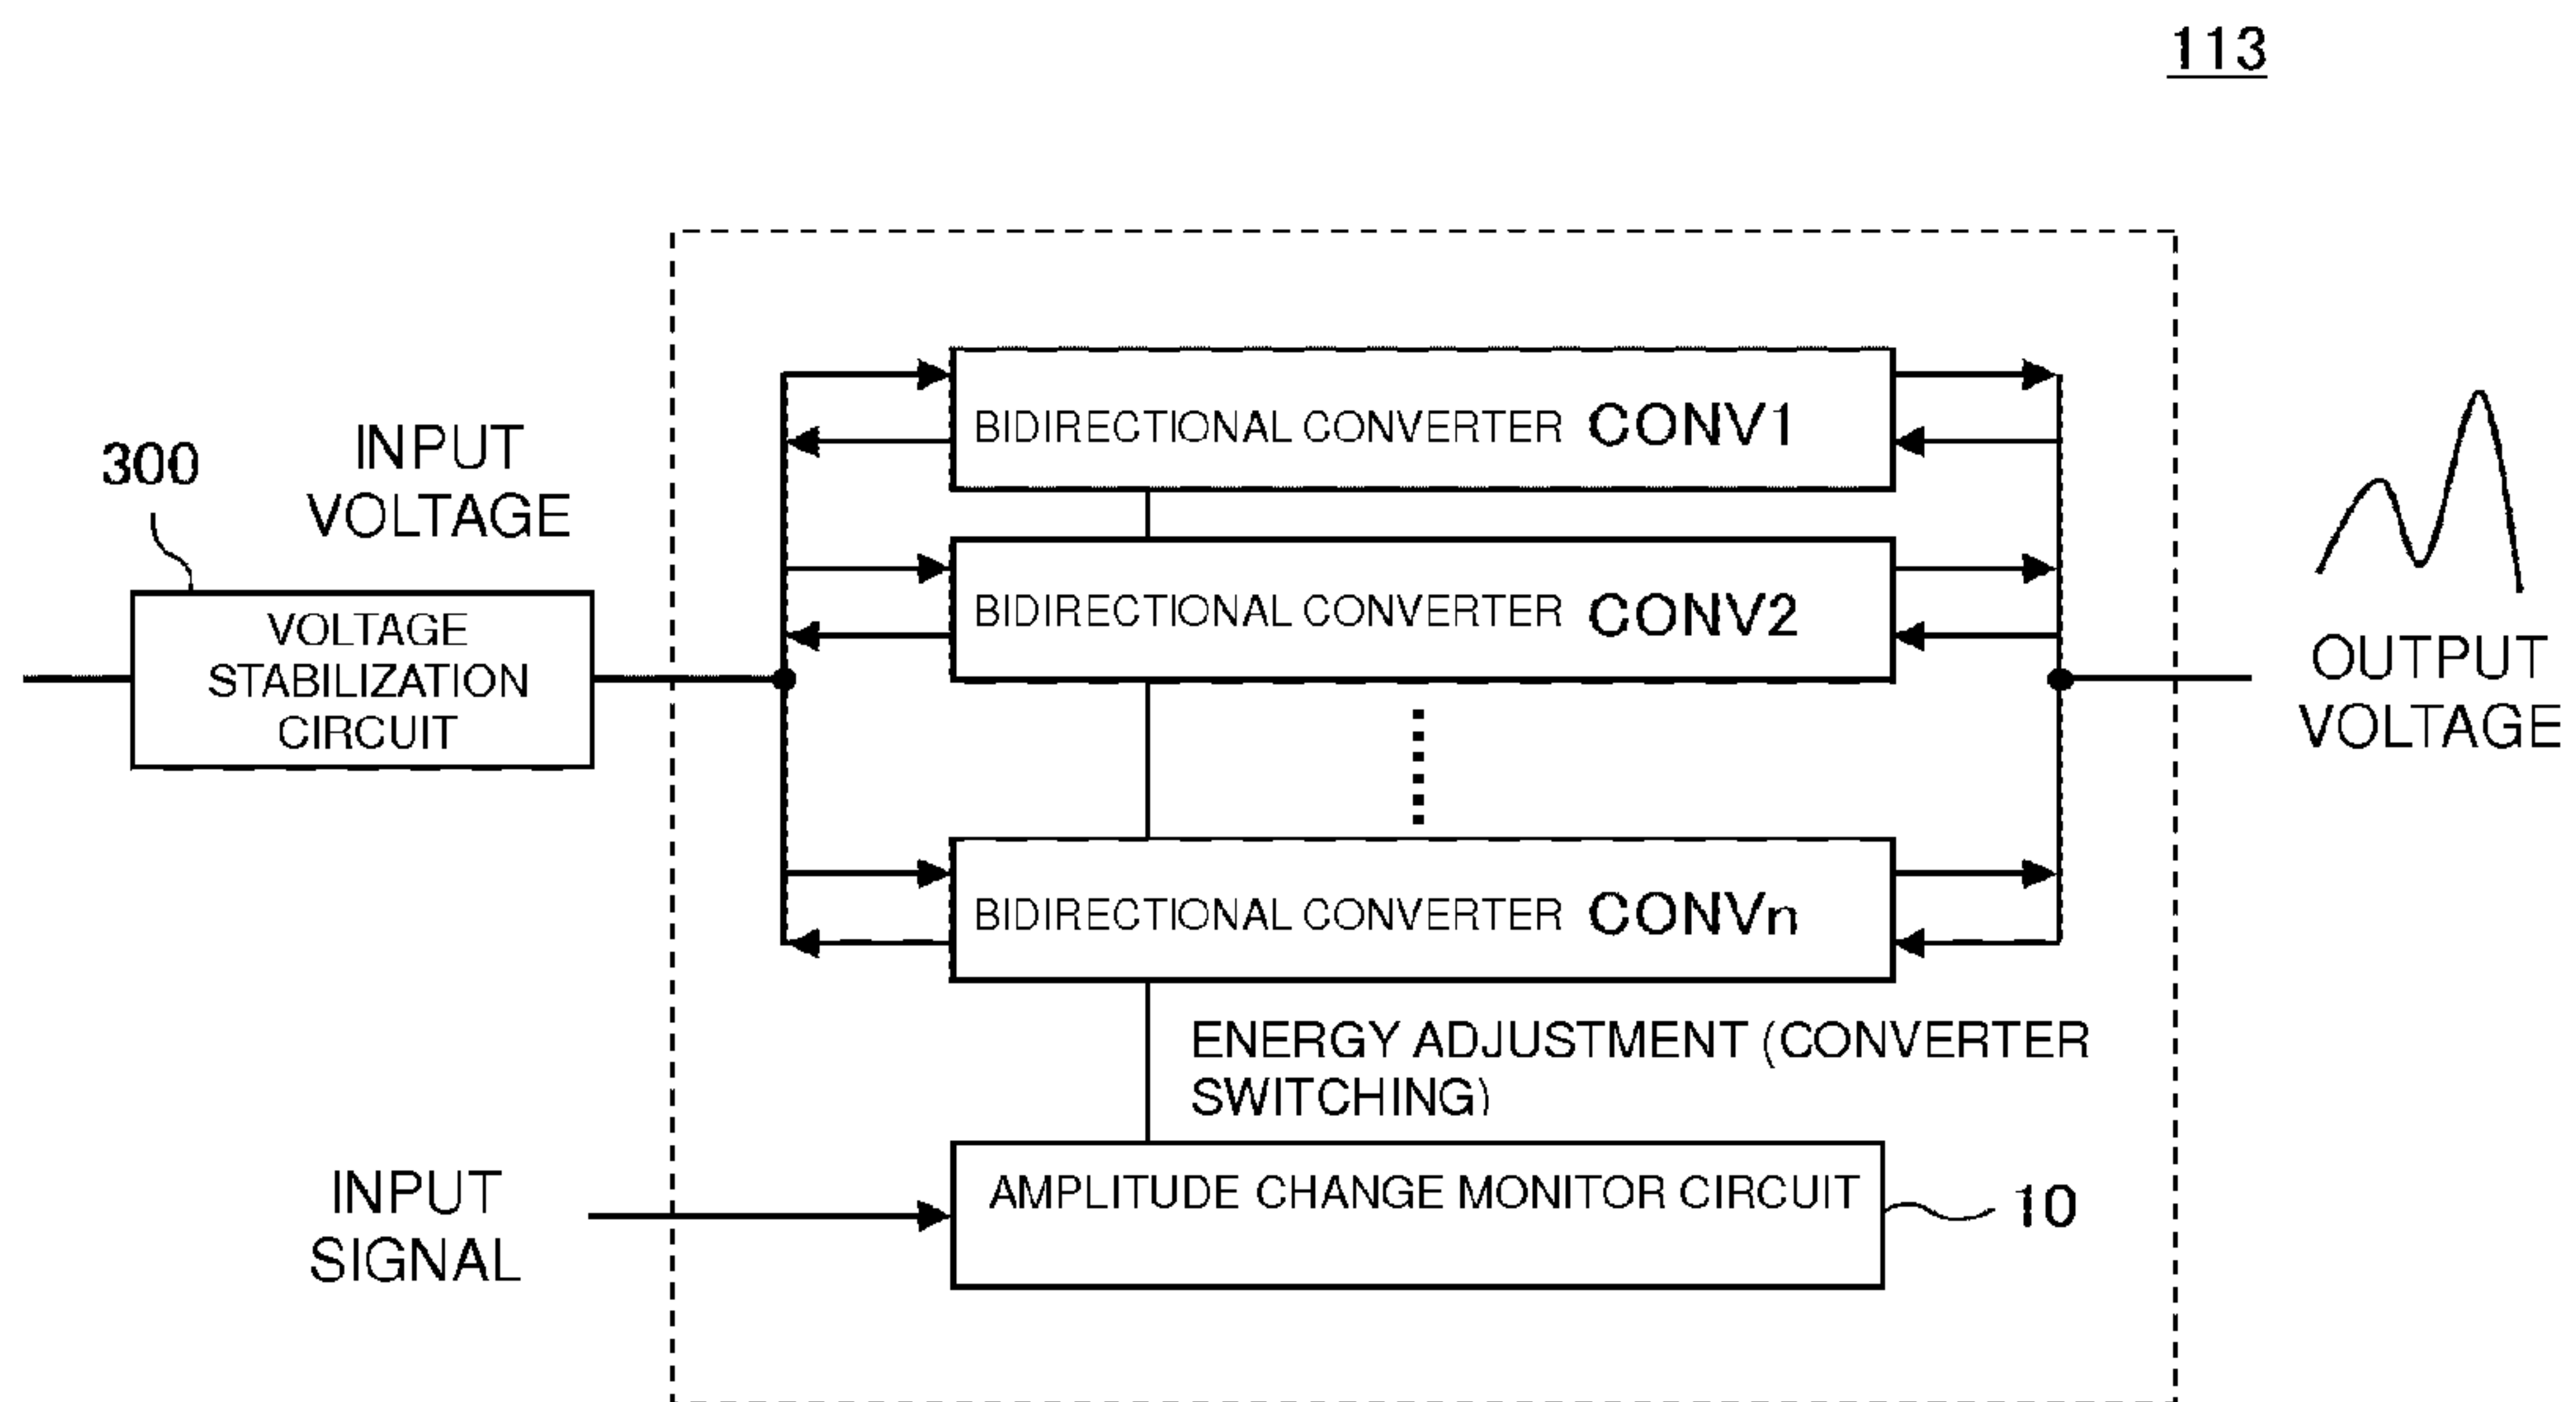 113
300
INPUT
VOLTAGE
VOLTAGE
STABILIZATION
CIRCUIT
BIDIRECTIONAL CONVERTER CONV1
BIDIRECTIONAL CONVERTER CONV2
BIDIRECTIONAL CONVERTER CONVn
OUTPUT
VOLTAGE
ENERGY ADJUSTMENT (CONVERTER
SWITCHING)
INPUT
SIGNAL
AMPLITUDE CHANGE MONITOR CIRCUIT
10